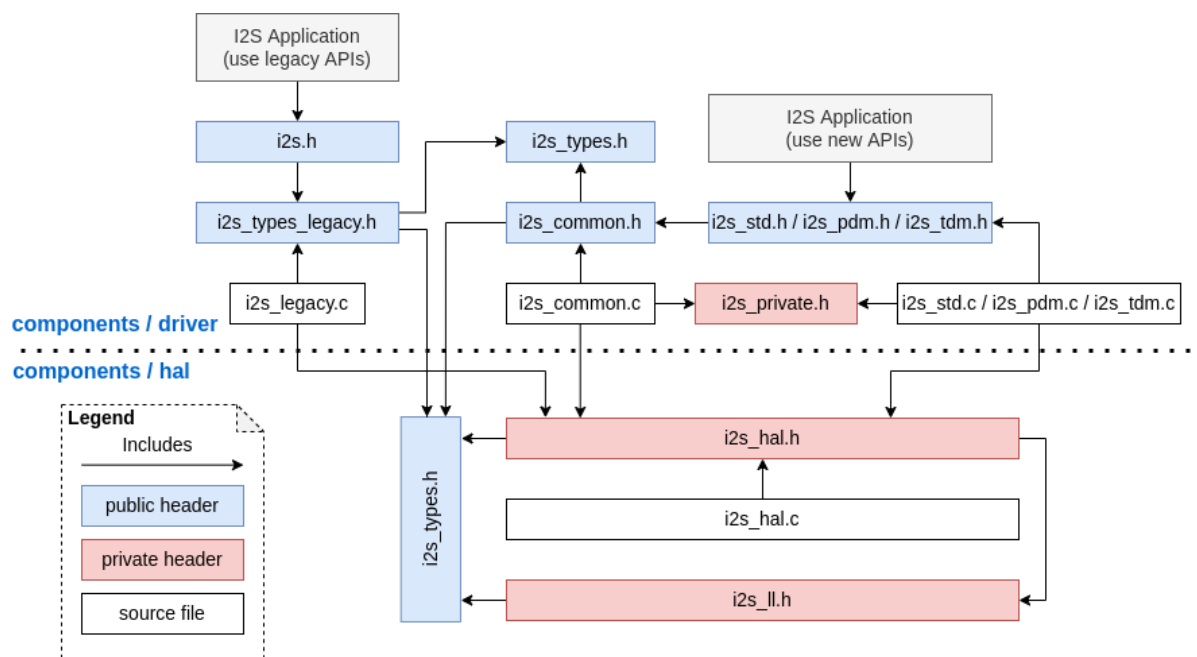 I2S Application
(use legacy APIs)
I2S Application
(use new APIs)
i2s.h
i2s_types.h
i2s_types_legacy.h
i2s_common.h
i2s_std.h / i2s_pdm.h / i2s_tdm.h
i2s_legacy.c
i2s_common.c
i2s_private.h
i2s_std.c / i2s_pdm.c / i2s_tdm.c
components / driver
components / hal
Legend
Includes
public header
private header
source file
i2s_types.h
i2s_hal.h
i2s_hal.c
i2s_ll.h